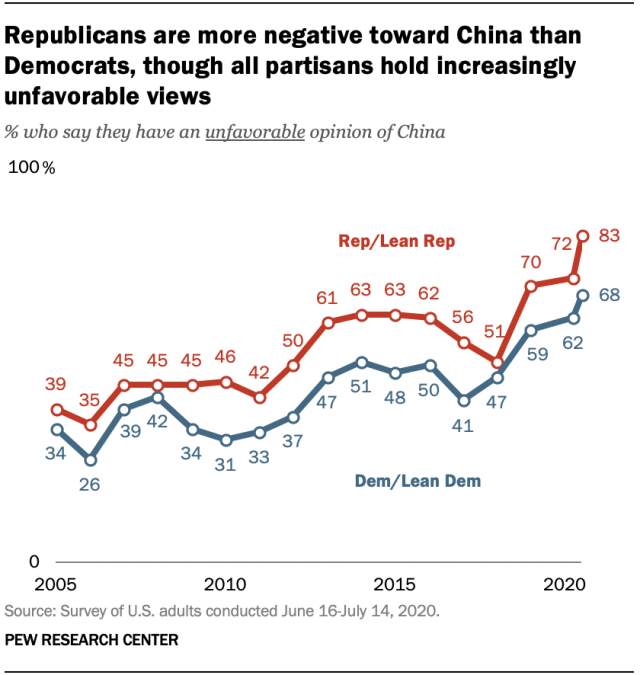 Republicans are more negative toward China than
Democrats, though all partisans hold increasingly
unfavorable views
% who say they have an unfavorable opinion of China
100%
Rep/Lean Rep
39 35 45 45 45 46 42 50 61 63 63 62 56 51 70 72 83
34 26 39 42 34 31 33 37 47 51 48 50 41 47 59 62 68
Dem/Lean Dem
0
2005 2010 2015 2020
Source: Survey of U.S. adults conducted June 16-July 14, 2020.
PEW RESEARCH CENTER